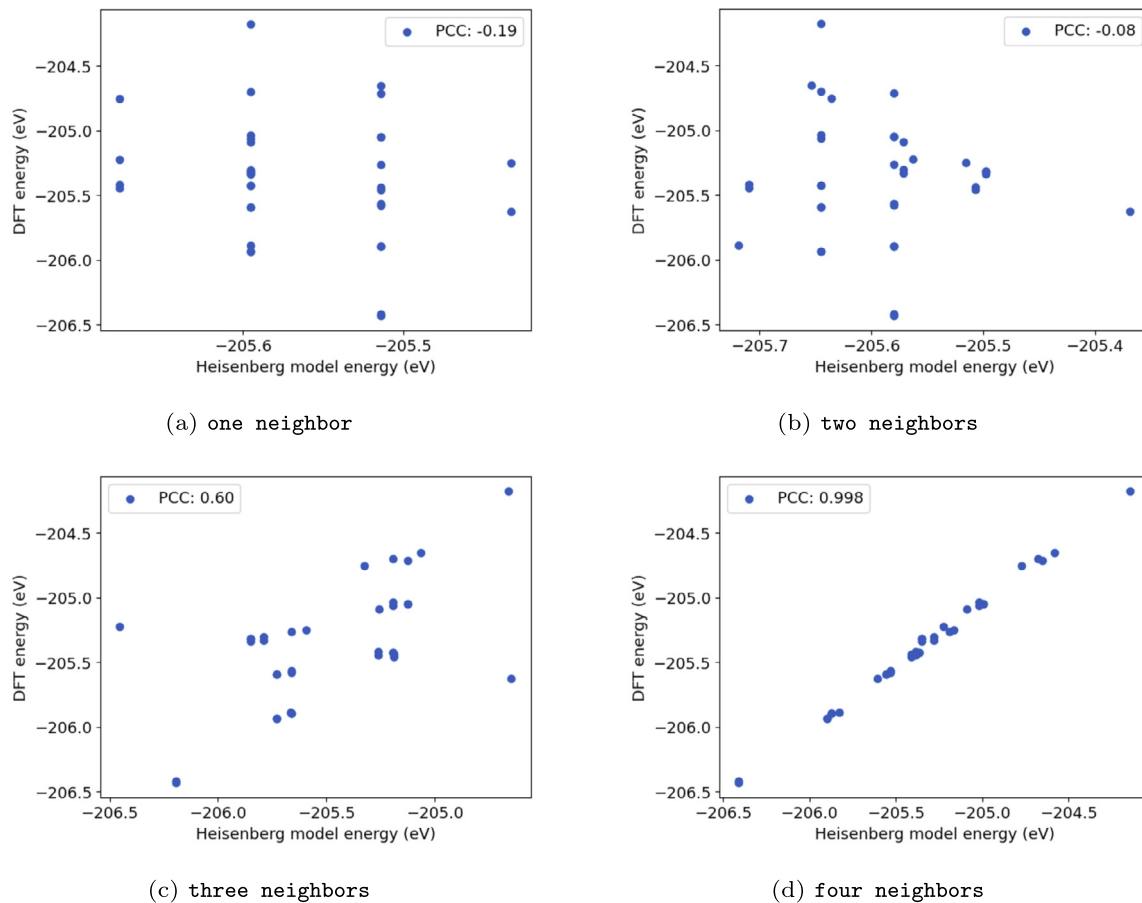 PCC: -0.19
DFT energy (eV)
−204.5
−205.0
−205.5
−206.0
−206.5
−205.6
−205.5
Heisenberg model energy (eV)
(a) one neighbor
PCC: -0.08
DFT energy (eV)
−204.5
−205.0
−205.5
−206.0
−206.5
−205.7
−205.6
−205.5
−205.4
Heisenberg model energy (eV)
(b) two neighbors
PCC: 0.60
DFT energy (eV)
−204.5
−205.0
−205.5
−206.0
−206.5
−206.5
−206.0
−205.5
−205.0
Heisenberg model energy (eV)
(c) three neighbors
PCC: 0.998
DFT energy (eV)
−204.5
−205.0
−205.5
−206.0
−206.5
−206.5
−206.0
−205.5
−205.0
−204.5
Heisenberg model energy (eV)
(d) four neighbors